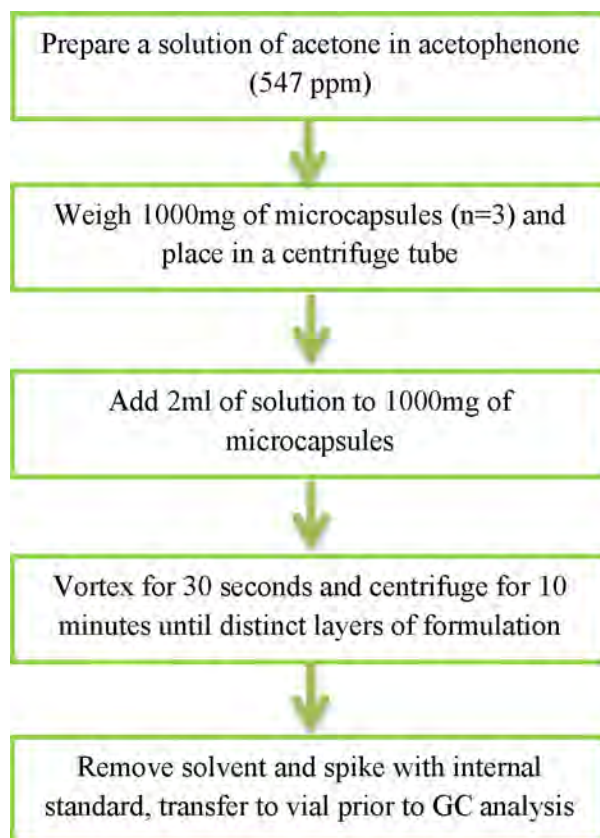 Prepare a solution of acetone in acetophenone
(547 ppm)
Weigh 1000mg of microcapsules (n=3) and
place in a centrifuge tube
Add 2ml of solution to 1000mg of
microcapsules
Vortex for 30 seconds and centrifuge for 10
minutes until distinct layers of formulation
Remove solvent and spike with internal
standard, transfer to vial prior to GC analysis